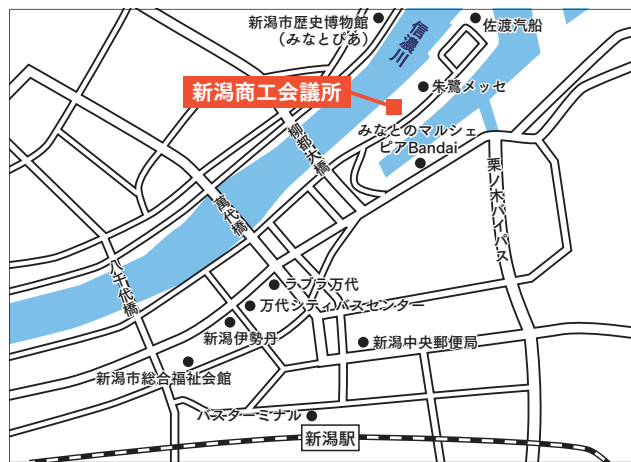 新潟市歴史博物館
（みなとぴあ）
佐渡汽船
信濃川
新潟商工会議所
朱鷺メッセ
みなとのマルシェ
ピアBandai
柳都大橋
萬代橋
八千代橋
栗ノ木バイパス
ラブラ万代
万代シティバスセンター
新潟伊勢丹
新潟中央郵便局
新潟市総合福祉会館
バスターミナル
新潟駅